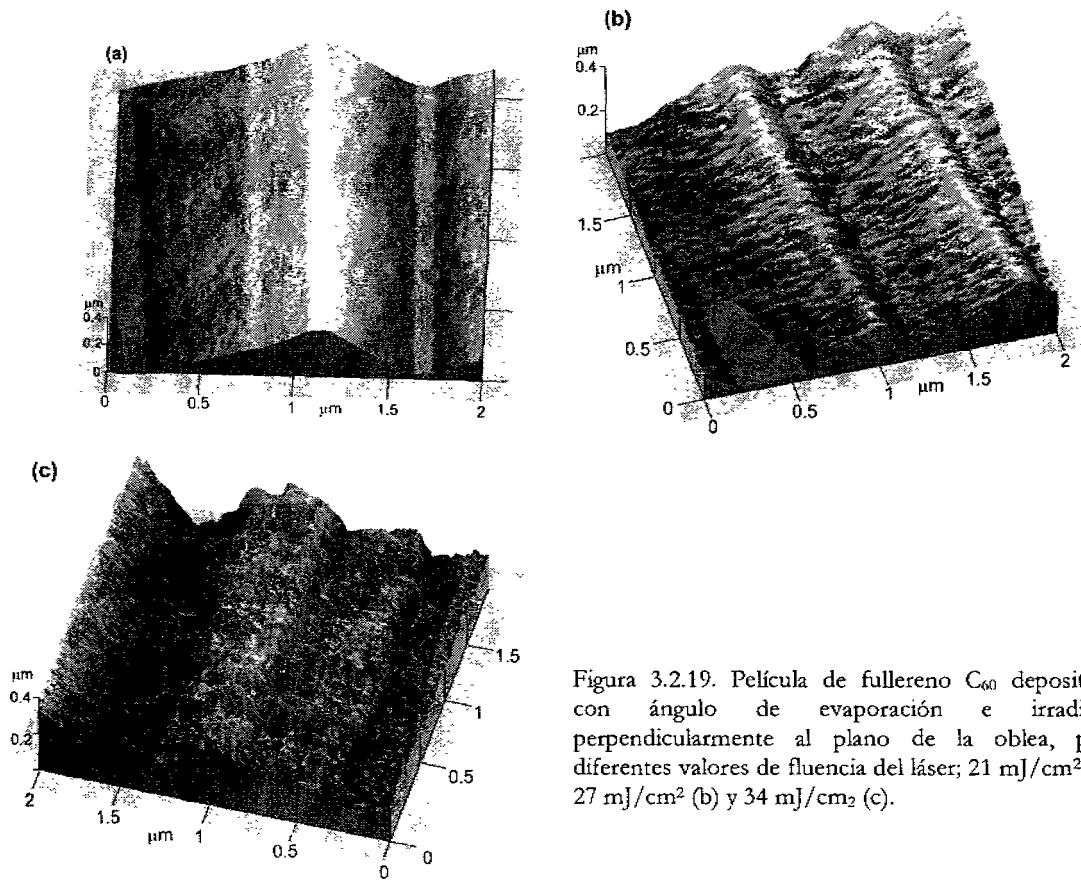 (a)
μm
0.4
0.2
0
0
0.5
1
μm
1.5
2
(b)
μm
0.4
0.2
1.5
μm
1
0.5
0
0
0.5
1
μm
1.5
2
(c)
μm
0.4
0.2
2
1.5
μm
1
0.5
0
0
0.5
1
1.5
Figura 3.2.19. Película de fullereno C₆₀ deposit
con ángulo de evaporación e irradi
perpendicularmente al plano de la oblea, p
diferentes valores de fluencia del láser; 21 mJ/cm²
27 mJ/cm² (b) y 34 mJ/cm₂ (c).